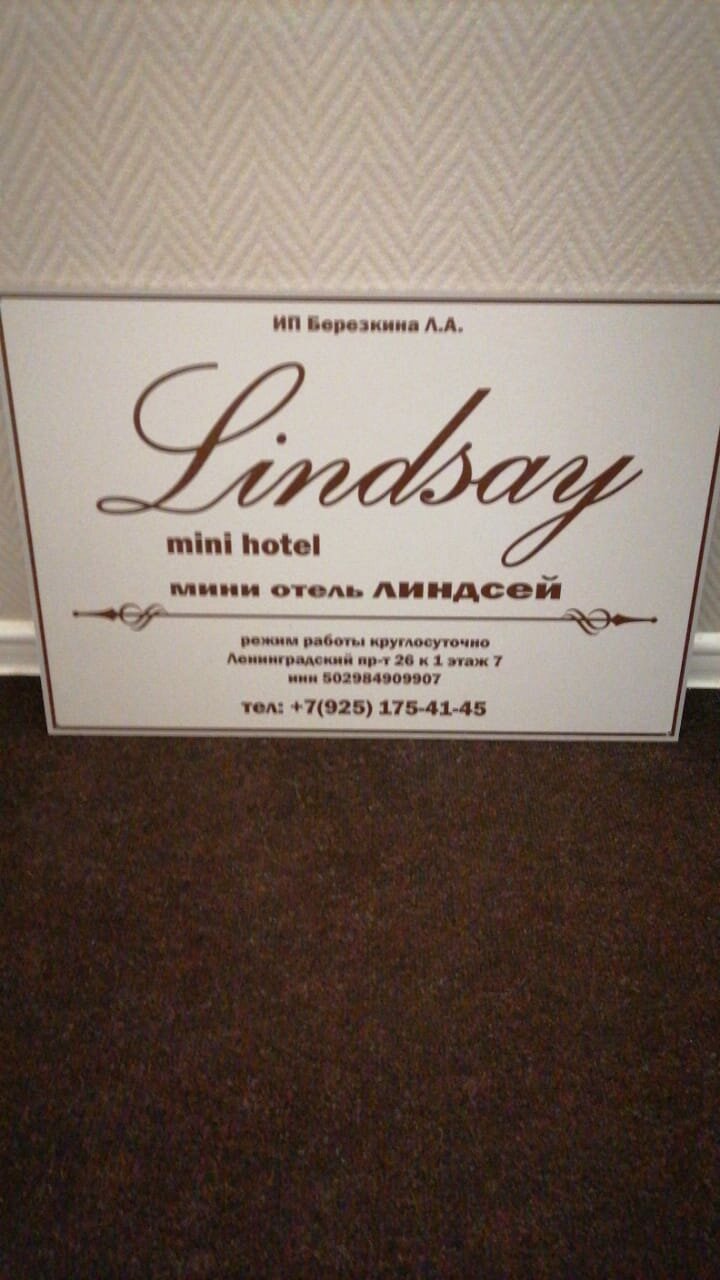 ИП Березкина Л.А.
Lindsay
mini hotel
мини отель ЛИНДСЕЙ
режим работы круглосуточно
Ленинградский пр-т 26 к 1 этаж 7
инн 502984909907
тел: +7(925) 175-41-45